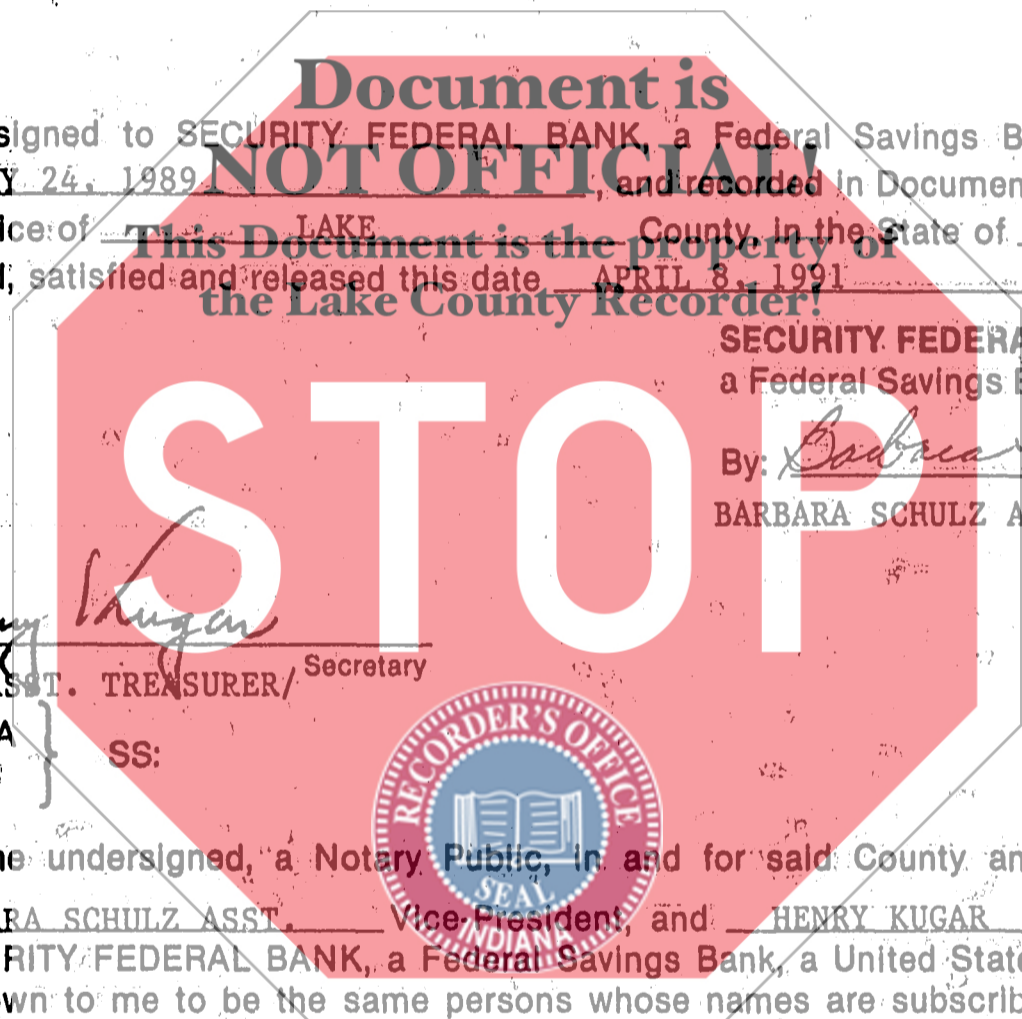 Document is
signed to SECURITY FEDERAL BANK, a Federal Savings B
NOT OFFICIAL!
Y 24, 1989, and recorded in Documen
ice of LAKE County, in the State of
This Document is the property of
; satisfied and released this date APRIL 8, 1991
the Lake County Recorder!
SECURITY FEDERA
a Federal Savings B
STOP
By: Barbara
BARBARA SCHULZ A
Kugar
Secretary
SST. TREASURER/
A
SS:
RECORDER'S OFFICE
SEAL
INDIANA
e undersigned, a Notary Public, in and for said County an
RA SCHULZ ASST. Vice President, and HENRY KUGAR
RITY FEDERAL BANK, a Federal Savings Bank, a United State
wn to me to be the same persons whose names are subscrib